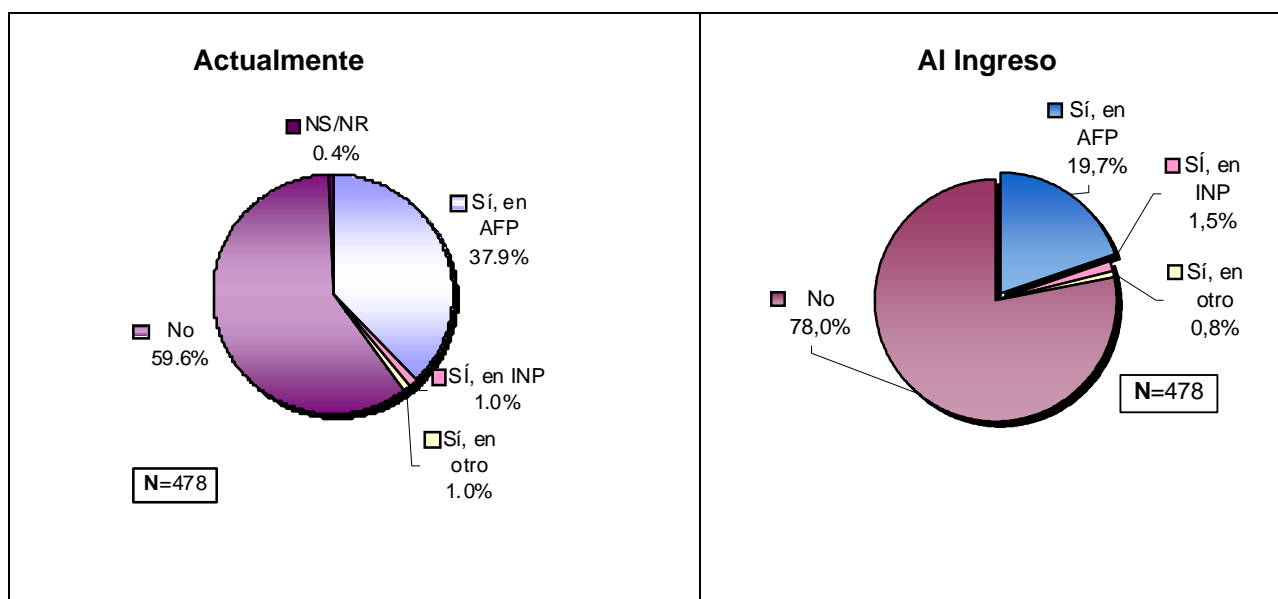 Actualmente
NS/NR
0.4%
Sí, en
AFP
37.9%
No
59.6%
SÍ, en INP
1.0%
Sí, en
otro
1.0%
N=478
Al Ingreso
Sí, en
AFP
19,7%
SÍ, en
INP
1,5%
Sí, en
otro
0,8%
No
78,0%
N=478